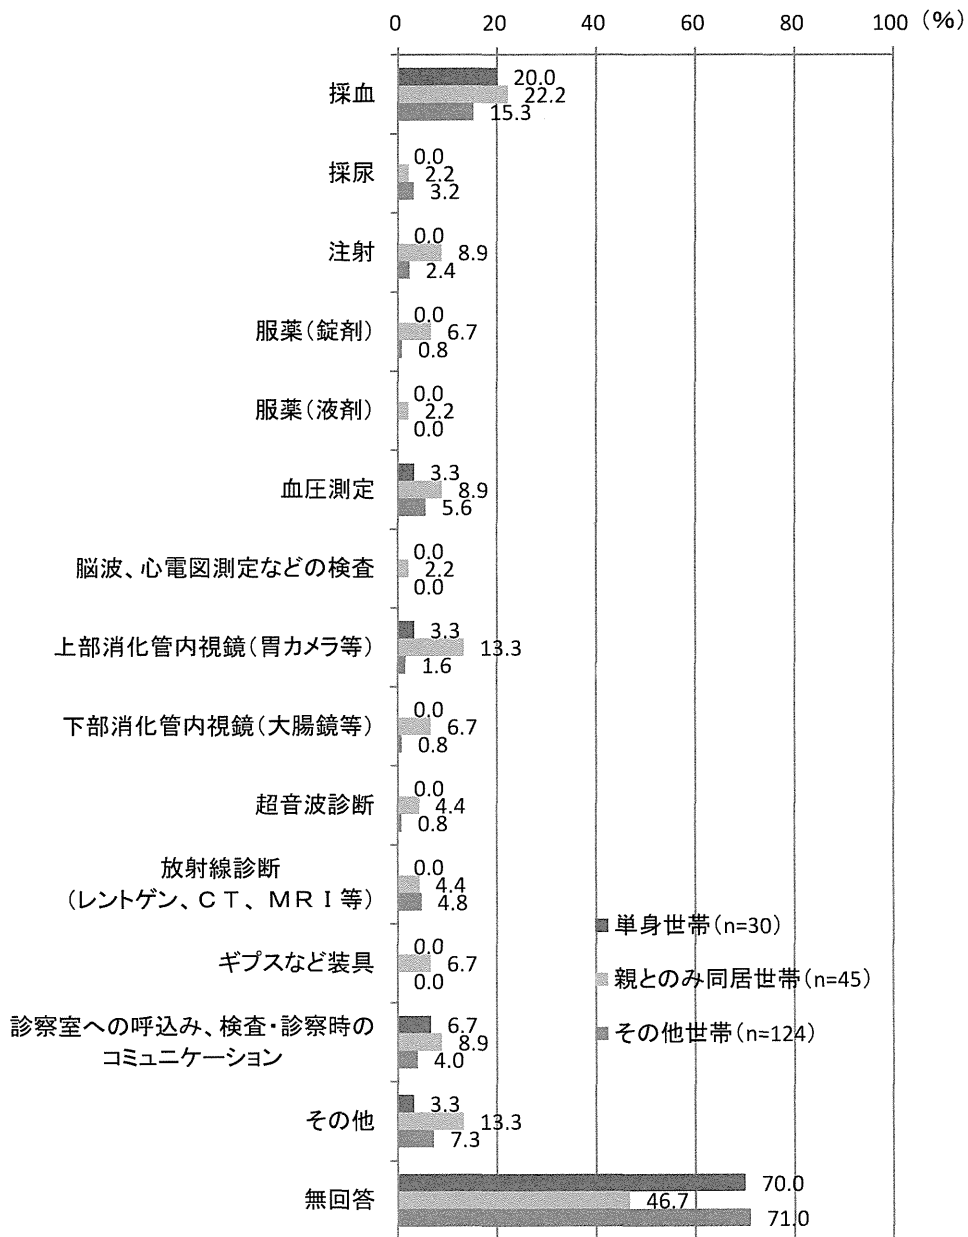 0 20 40 60 80 100 (%)
採血
20.0
22.2
15.3
採尿
0.0
2.2
3.2
注射
0.0
8.9
2.4
服薬(錠剤)
0.0
6.7
0.8
服薬(液剤)
0.0
2.2
0.0
血圧測定
3.3
8.9
5.6
脳波、心電図測定などの検査
0.0
2.2
0.0
上部消化管内視鏡(胃カメラ等)
3.3
13.3
1.6
下部消化管内視鏡(大腸鏡等)
0.0
6.7
0.8
超音波診断
0.0
4.4
0.8
放射線診断
(レントゲン、CT、MRI等)
0.0
4.4
4.8
ギプスなど装具
0.0
6.7
0.0
診察室への呼込み、検査・診察時の
コミュニケーション
6.7
8.9
4.0
その他
3.3
13.3
7.3
無回答
70.0
46.7
71.0
単身世帯(n=30)
親とのみ同居世帯(n=45)
その他世帯(n=124)